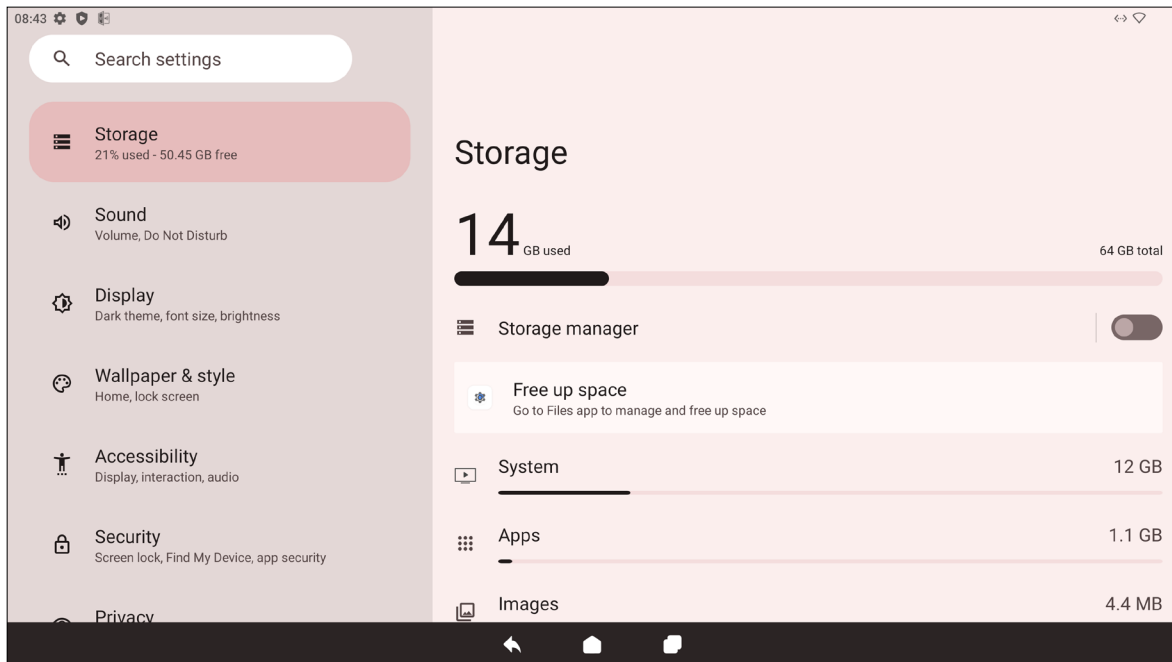 08:43
Search settings
Storage
21% used - 50.45 GB free
Sound
Volume, Do Not Disturb
Display
Dark theme, font size, brightness
Wallpaper & style
Home, lock screen
Accessibility
Display, interaction, audio
Security
Screen lock, Find My Device, app security
Privacy
Storage
14 GB used
64 GB total
Storage manager
Free up space
Go to Files app to manage and free up space
System
12 GB
Apps
1.1 GB
Images
4.4 MB